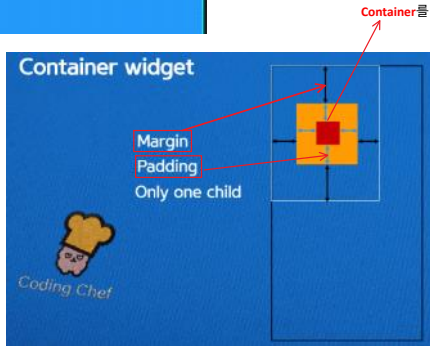 Container를
Container widget
Margin
Padding
Only one child
Coding Chef